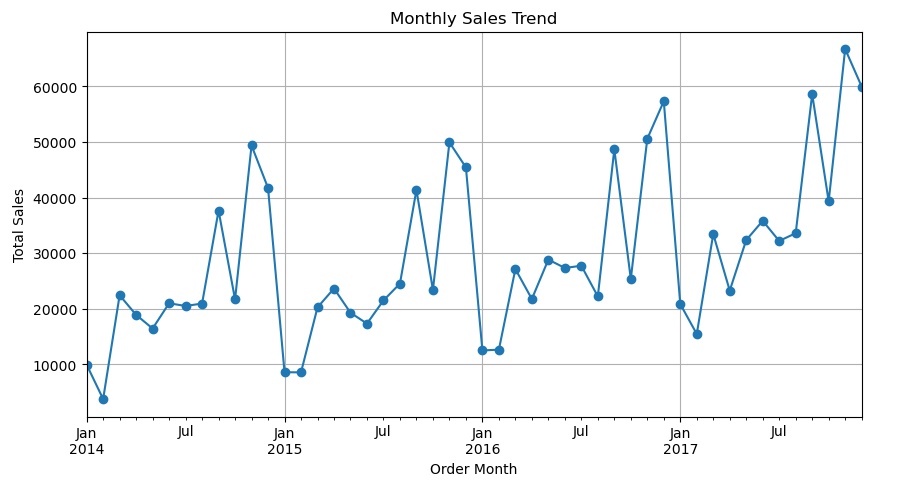 Monthly Sales Trend
Total Sales
60000
50000
40000
30000
20000
10000
Jan Jul Jan Jul Jan Jul Jan Jul
2014 2015 2016 2017
Order Month